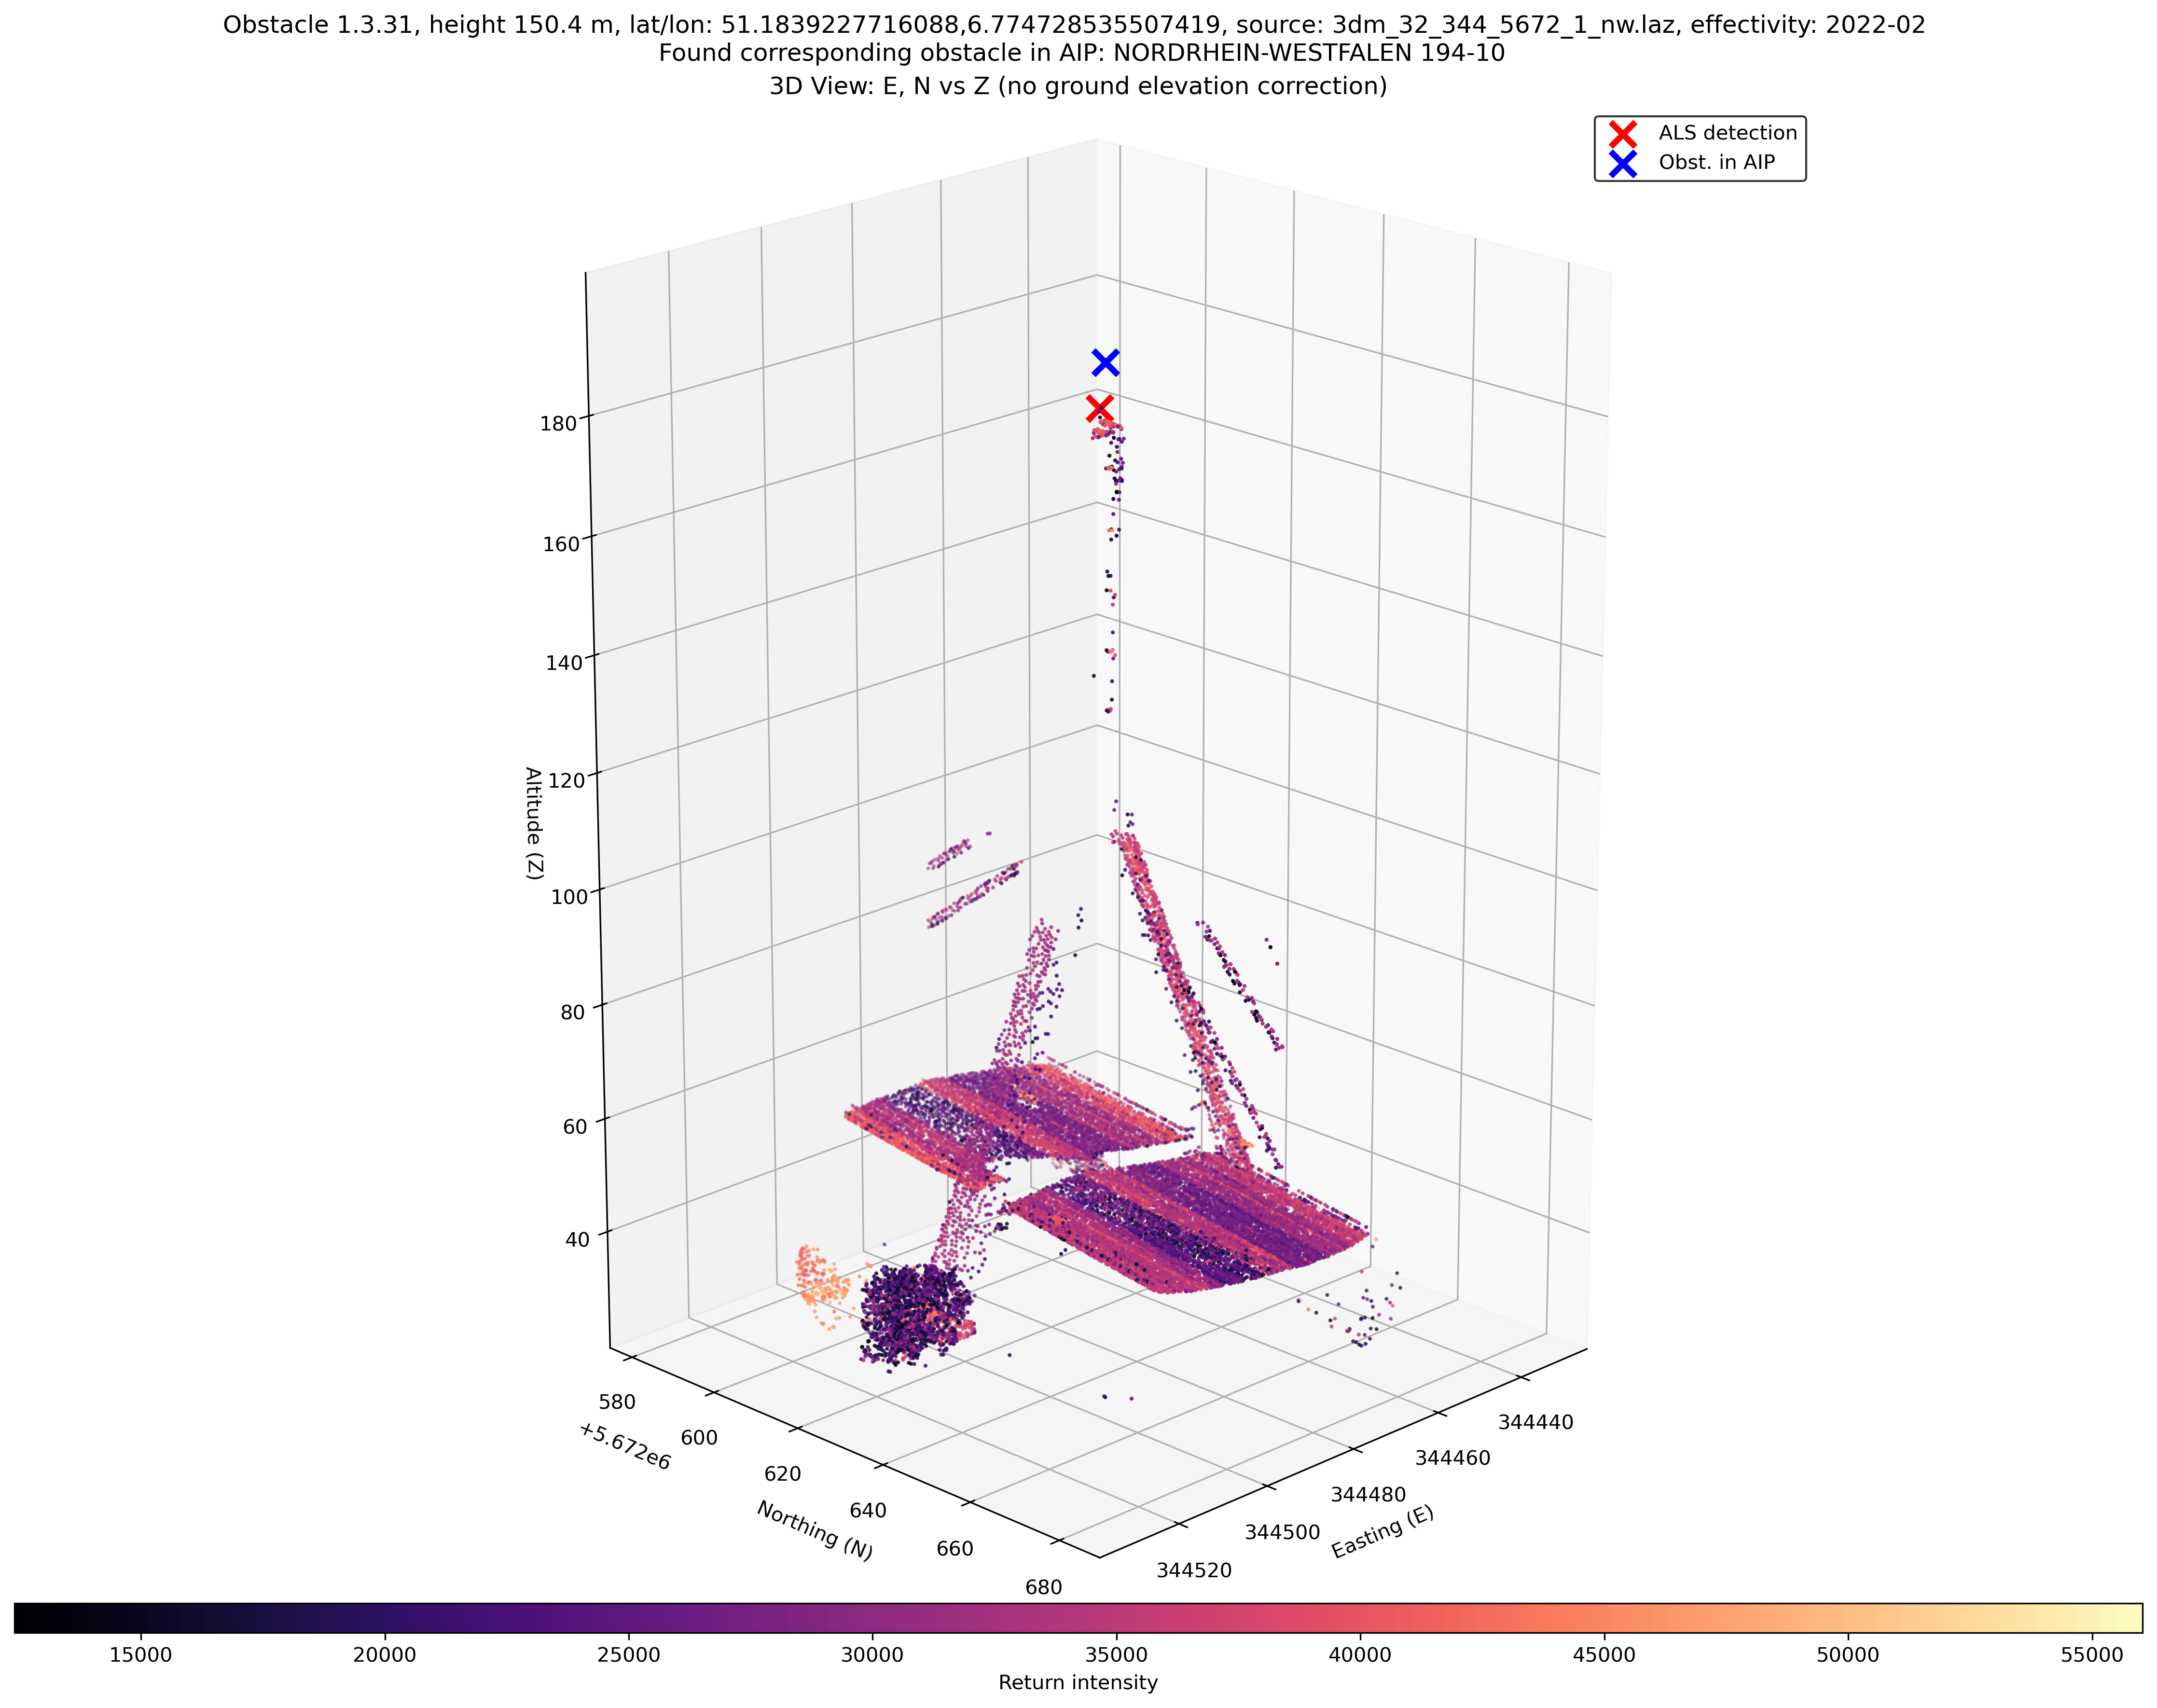 Obstacle 1.3.31, height 150.4 m, lat/lon: 51.1839227716088,6.774728535507419, source: 3dm_32_344_5672_1_nw.laz, effectivity: 2022-02
Found corresponding obstacle in AIP: NORDRHEIN-WESTFALEN 194-10
3D View: E, N vs Z (no ground elevation correction)
ALS detection
Obst. in AIP
180
160
140
120
100
80
60
40
Altitude (Z)
580
600
620
640
660
680
+5.672e6
Northing (N)
344440
344460
344480
344500
344520
Easting (E)
15000 20000 25000 30000 35000 40000 45000 50000 55000
Return intensity